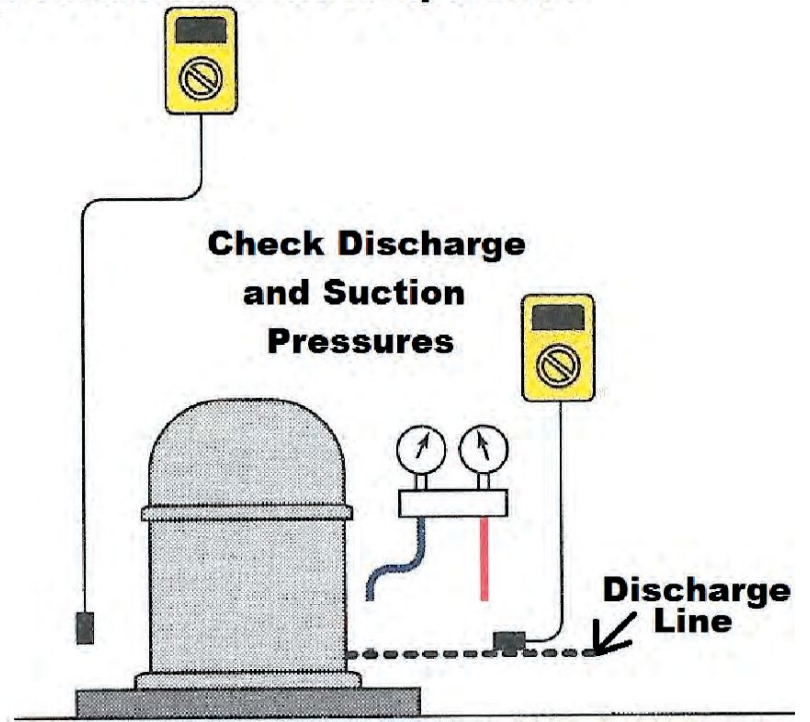 Check Discharge
and Suction
Pressures
Discharge
Line